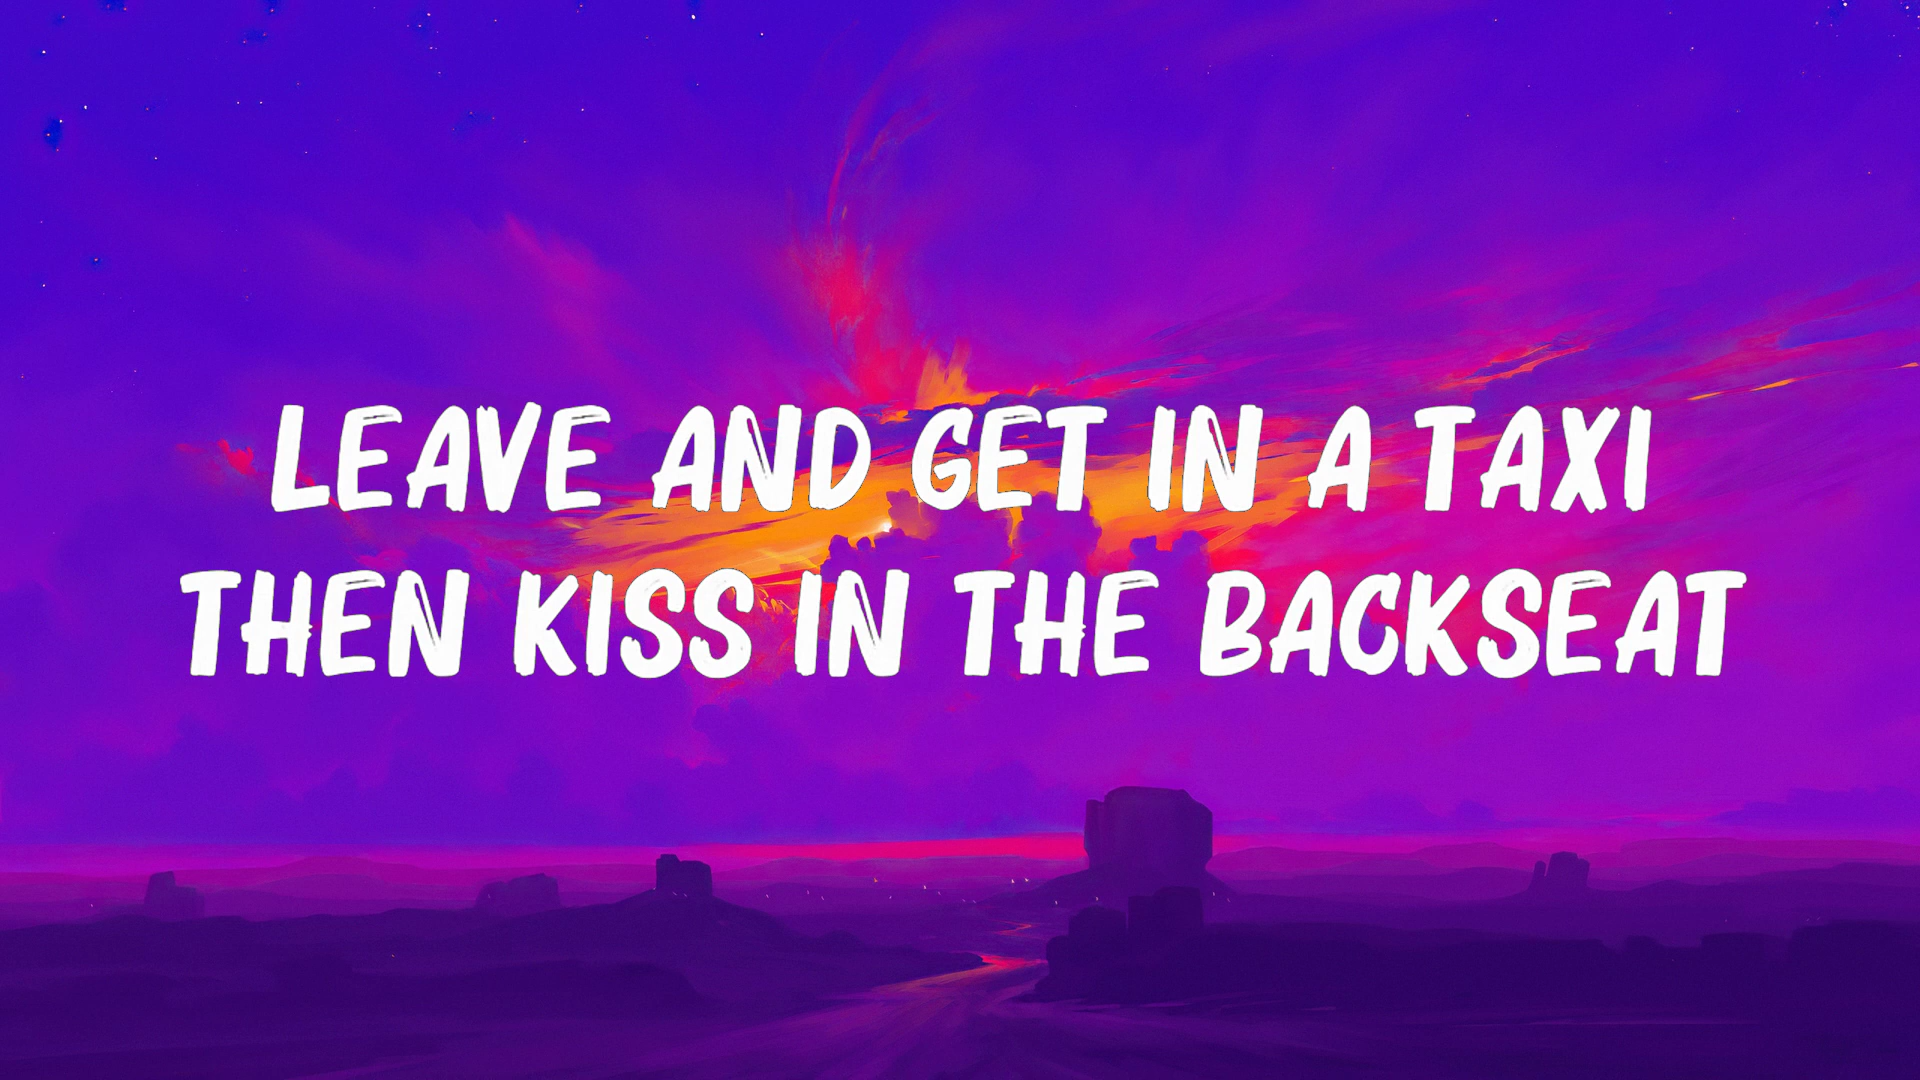 LEAVE AND GET IN A TAXI
THEN KISS IN THE BACKSEAT